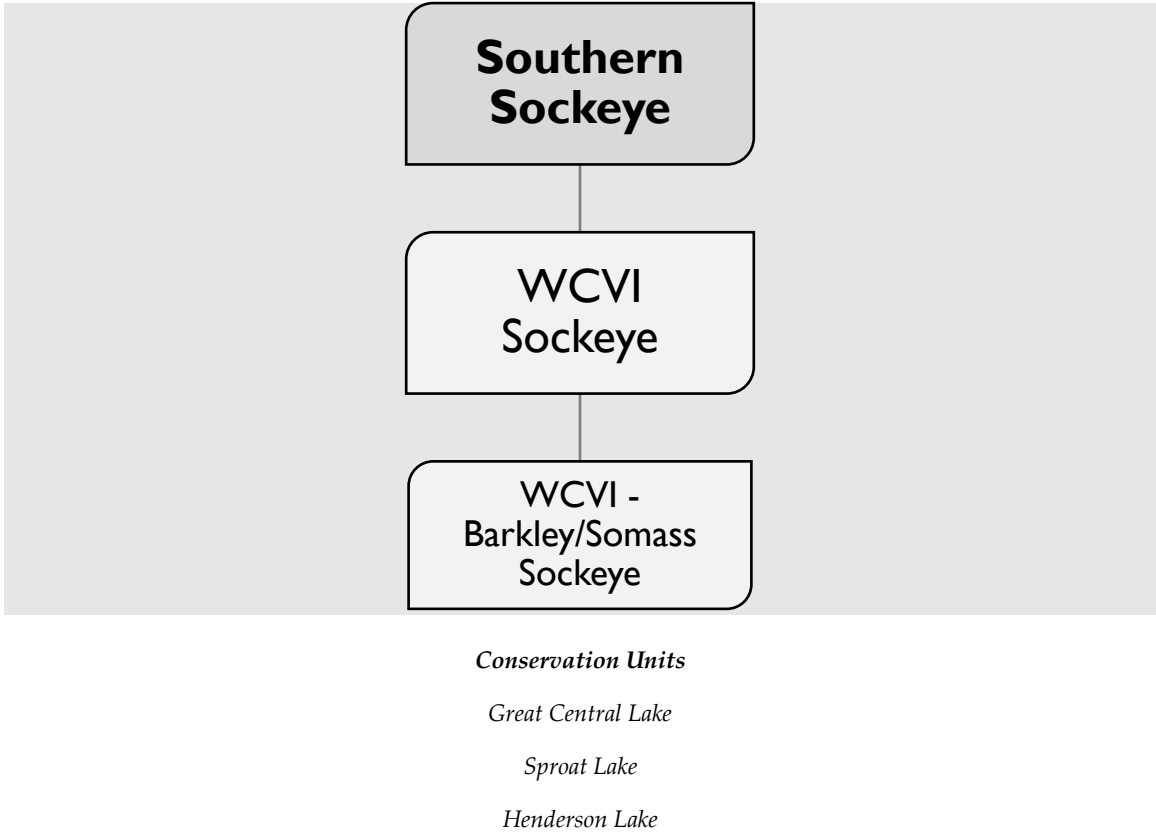 Southern
Sockeye
WCVI
Sockeye
WCVI -
Barkley/Somass
Sockeye
Conservation Units
Great Central Lake
Sproat Lake
Henderson Lake